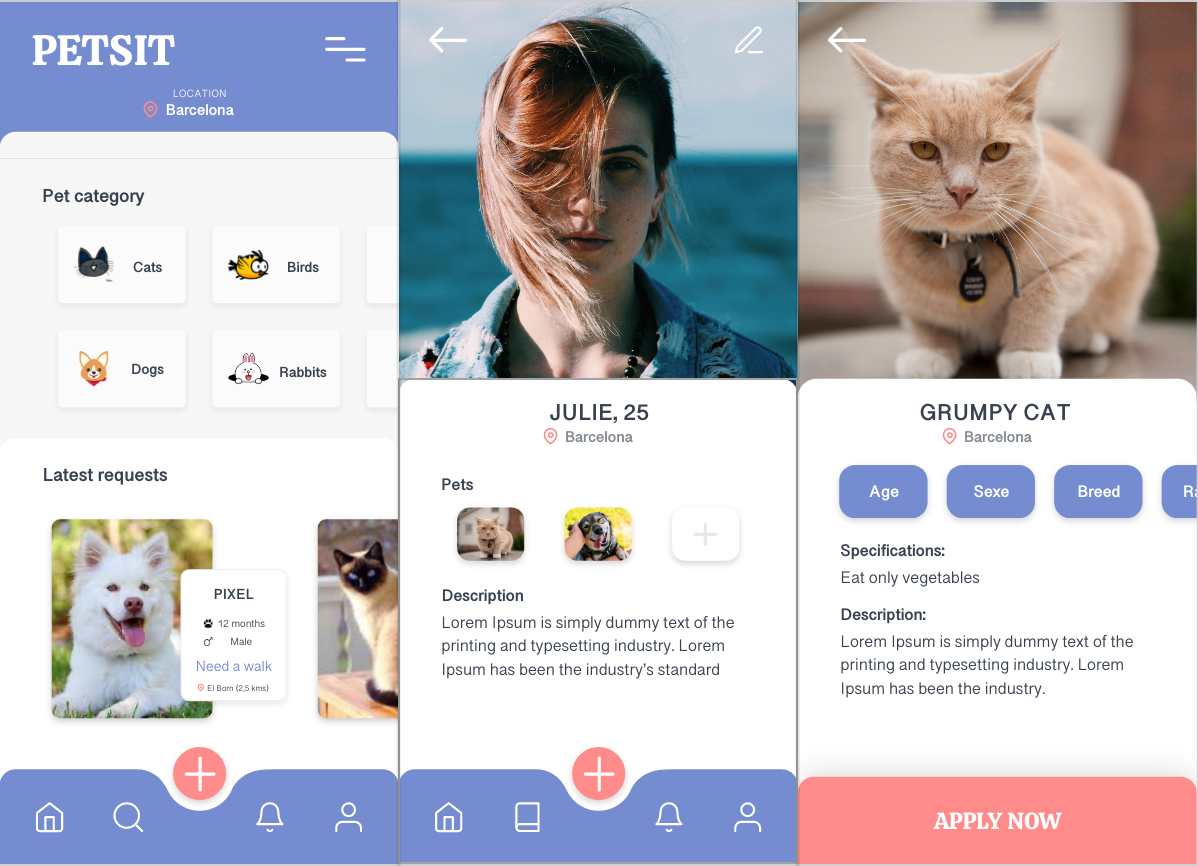 PETSIT
LOCATION
Barcelona
Pet category
Cats
Birds
Dogs
Rabbits
Latest requests
PIXEL
12 months
Male
Need a walk
El Born (2,5 kms)
JULIE, 25
Barcelona
Pets
Description
Lorem Ipsum is simply dummy text of the
printing and typesetting industry. Lorem
Ipsum has been the industry's standard
GRUMPY CAT
Barcelona
Age
Sexe
Breed
Specifications:
Eat only vegetables
Description:
Lorem Ipsum is simply dummy text of the
printing and typesetting industry. Lorem
Ipsum has been the industry.
APPLY NOW